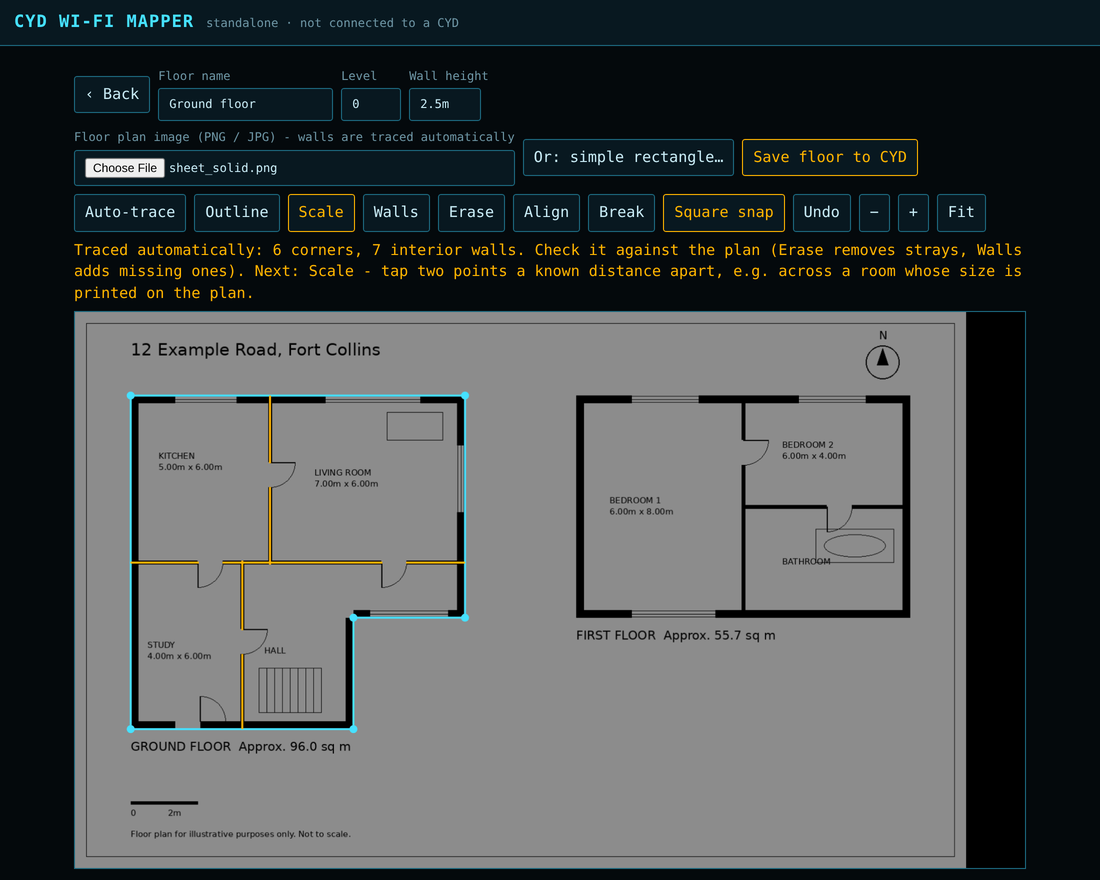 CYD WI-FI MAPPER standalone · not connected to a CYD
‹ Back
Floor name
Ground floor
Level
0
Wall height
2.5m
Floor plan image (PNG / JPG) - walls are traced automatically
Choose File sheet_solid.png
Or: simple rectangle…
Save floor to CYD
Auto-trace
Outline
Scale
Walls
Erase
Align
Break
Square snap
Undo
−
+
Fit
Traced automatically: 6 corners, 7 interior walls. Check it against the plan (Erase removes strays, Walls
adds missing ones). Next: Scale - tap two points a known distance apart, e.g. across a room whose size is
printed on the plan.
12 Example Road, Fort Collins
N
KITCHEN
5.00m x 6.00m
LIVING ROOM
7.00m x 6.00m
STUDY
4.00m x 6.00m
HALL
GROUND FLOOR Approx. 96.0 sq m
BEDROOM 1
6.00m x 8.00m
BEDROOM 2
6.00m x 4.00m
BATHROOM
FIRST FLOOR Approx. 55.7 sq m
0 2m
Floor plan for illustrative purposes only. Not to scale.